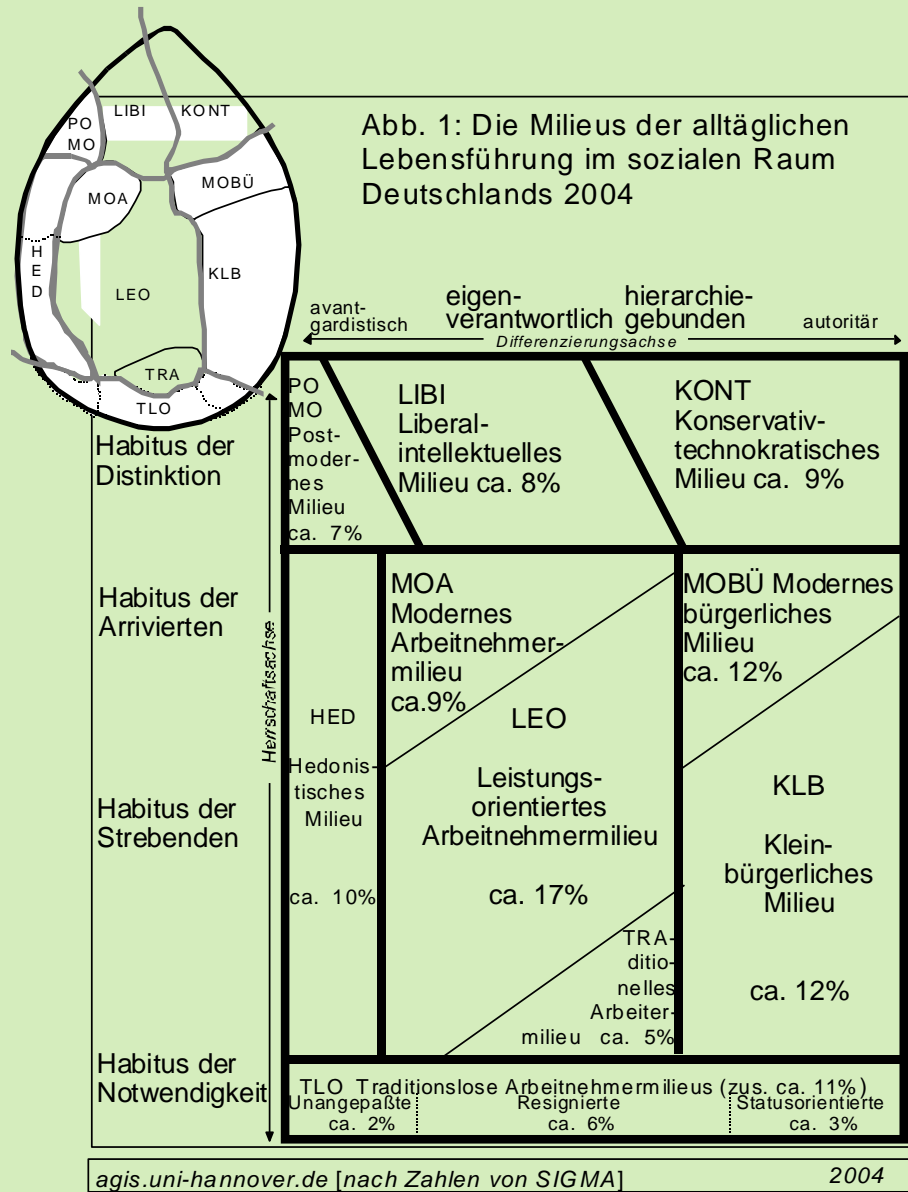 PO
MO
LIBI
KONT
MOA
MOBÜ
H
E
D
LEO
KLB
TRA
TLO
Abb. 1: Die Milieus der alltäglichen
Lebensführung im sozialen Raum
Deutschlands 2004
avant-
gardistisch
eigen-
verantwortlich
hierarchie-
gebunden
autoritär
Differenzierungsachse
Herrschaftsachse
Habitus der
Distinktion
PO
MO
Post-
moder-
nes
Milieu
ca. 7%
LIBI
Liberal-
intellektuelles
Milieu ca. 8%
KONT
Konservativ-
technokratisches
Milieu ca. 9%
Habitus der
Arrivierten
MOA
Modernes
Arbeitnehmer-
milieu
ca.9%
MOBÜ Modernes
bürgerliches
Milieu
ca. 12%
Habitus der
Strebenden
HED
Hedonis-
tisches
Milieu
ca. 10%
LEO
Leistungs-
orientiertes
Arbeitnehmermilieu
ca. 17%
KLB
Klein-
bürgerliches
Milieu
ca. 12%
TRA-
ditio-
nelles
Arbeiter-
milieu ca. 5%
Habitus der
Notwendigkeit
TLO Traditionslose Arbeitnehmermilieus (zus. ca. 11%)
Unangepaßte
ca. 2%
Resignierte
ca. 6%
Statusorientierte
ca. 3%
agis.uni-hannover.de [nach Zahlen von SIGMA]
2004